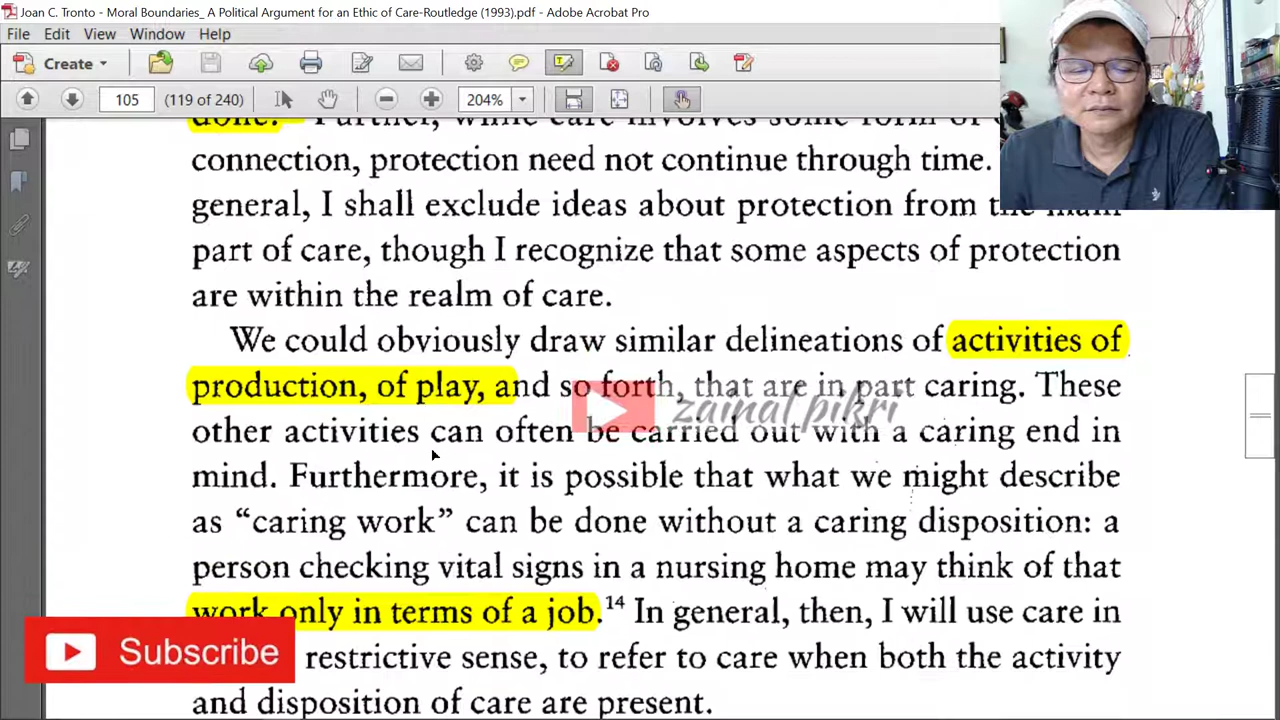 Joan C. Tronto - Moral Boundaries_ A Political Argument for an Ethic of Care-Routledge (1993).pdf - Adobe Acrobat Pro
File Edit View Window Help
Create
105 (119 of 240) 204%
done.
connection, protection need not continue through time.
general, I shall exclude ideas about protection from the main
part of care, though I recognize that some aspects of protection
are within the realm of care.
We could obviously draw similar delineations of activities of
production, of play, and so forth, that are in part caring. These
zainal pikri
other activities can often be carried out with a caring end in
mind. Furthermore, it is possible that what we might describe
as “caring work” can be done without a caring disposition: a
person checking vital signs in a nursing home may think of that
work only in terms of a job.14 In general, then, I will use care in
Subscribe
restrictive sense, to refer to care when both the activity
and disposition of care are present.